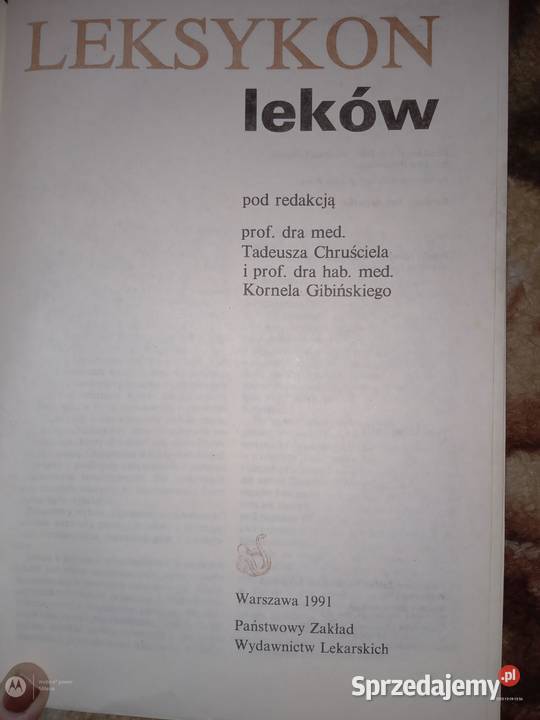 LEKSYKON
leków
pod redakcją
prof. dra med.
Tadeusza Chruściela
i prof. dra hab. med.
Kornela Gibińskiego
Warszawa 1991
Państwowy Zakład
Wydawnictw Lekarskich
Sprzedajemy.pl